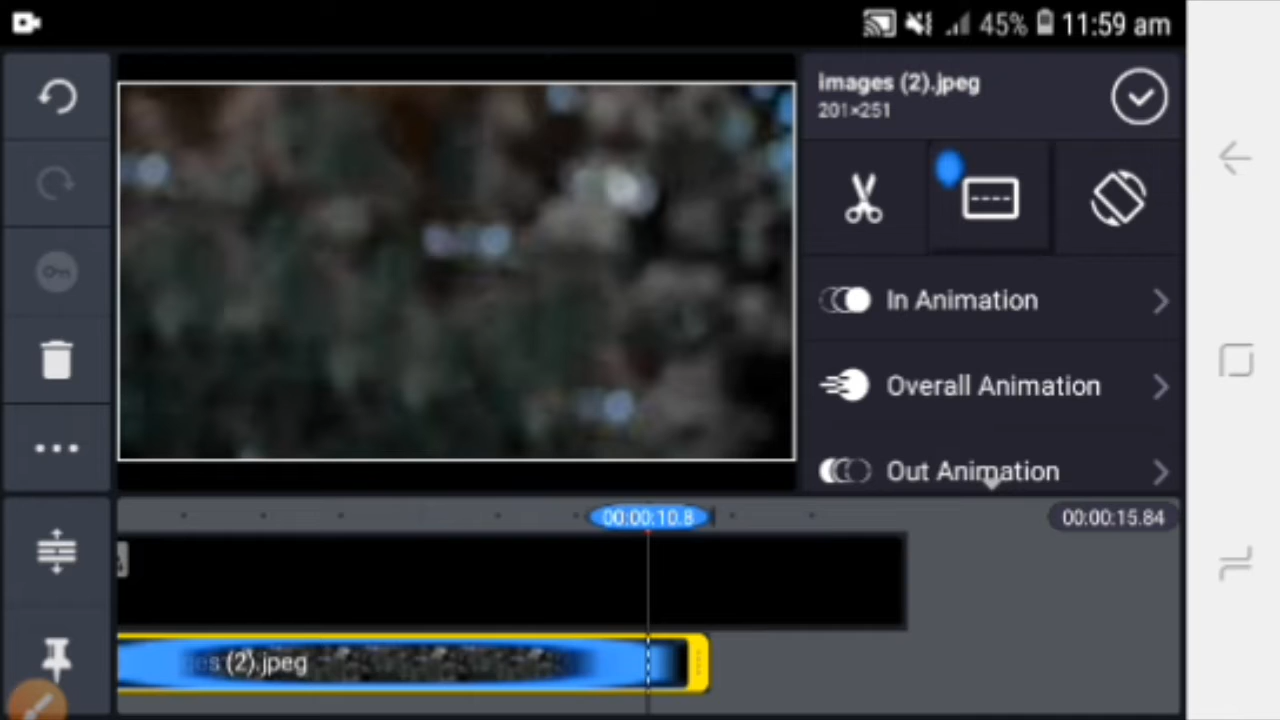 45% 11:59 am
images (2).jpeg
201×251
In Animation
Overall Animation
Out Animation
00:00:10.8
00:00:15.84
es (2).jpeg